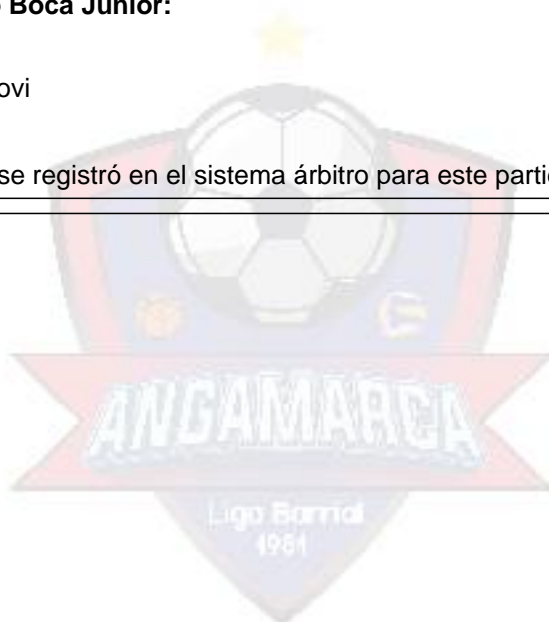 Boca Junior:
ovi
se registró en el sistema árbitro para este parti
ANGAMARCA
Liga Barrial
1981